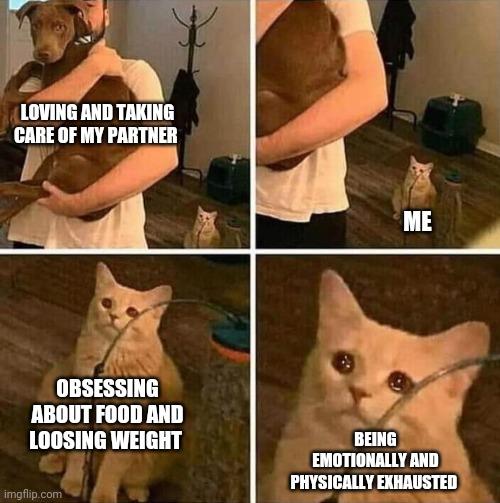 LOVING AND TAKING
CARE OF MY PARTNER
ME
OBSESSING
ABOUT FOOD AND
LOOSING WEIGHT
BEING
EMOTIONALLY AND
PHYSICALLY EXHAUSTED
imgflip.com